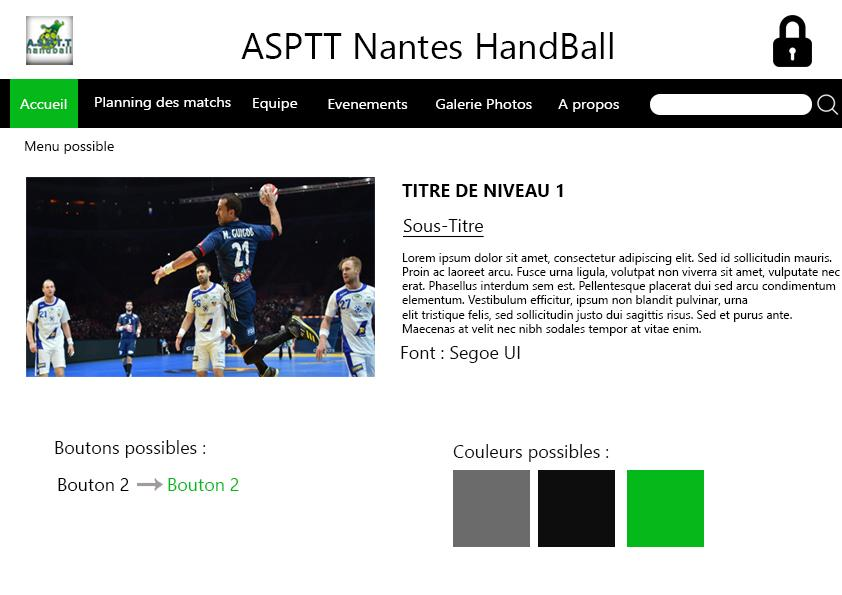 A.S.P.T.T
handball
ASPTT Nantes HandBall
Accueil Planning des matchs Equipe Evenements Galerie Photos A propos
Menu possible
M. GUIGOU
21
21
26
27
TITRE DE NIVEAU 1
Sous-Titre
Lorem ipsum dolor sit amet, consectetur adipiscing elit. Sed id sollicitudin mauris.
Proin ac laoreet arcu. Fusce urna ligula, volutpat non viverra sit amet, vulputate nec
erat. Phasellus interdum sem est. Pellentesque placerat dui sed arcu condimentum
elementum. Vestibulum efficitur, ipsum non blandit pulvinar, urna
elit tristique felis, sed sollicitudin justo dui sagittis risus. Sed et purus ante.
Maecenas at velit nec nibh sodales tempor at vitae enim.
Font : Segoe UI
Boutons possibles :
Bouton 2 Bouton 2
Couleurs possibles :